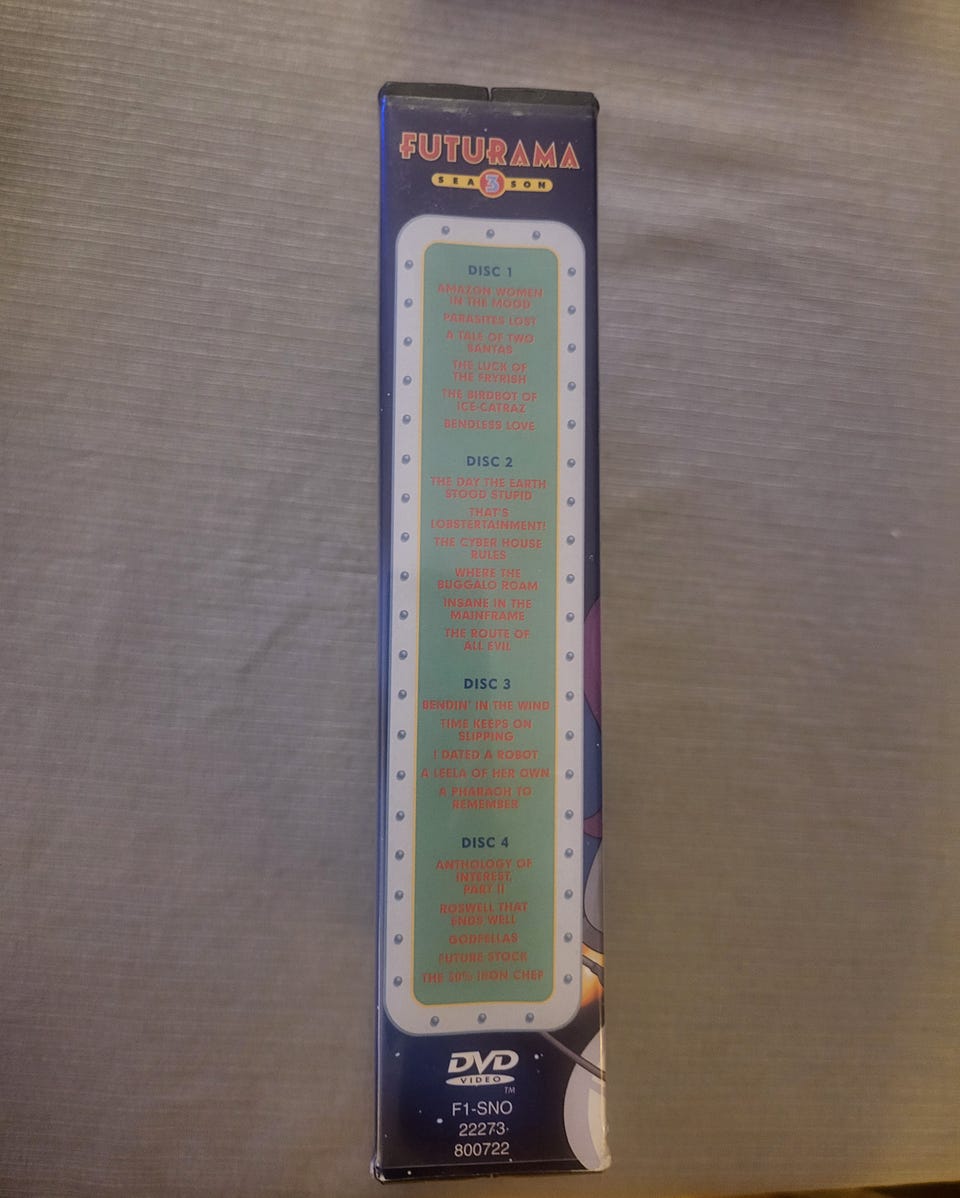 FUTURAMA
SEA3SON
DISC 1
AMAZON WOMEN
IN THE MOOD
PARASITES LOST
A TALE OF TWO
SANTAS
THE LUCK OF
THE FRYRISH
THE BIRDBOT OF
ICE-CATRAZ
BENDLESS LOVE
DISC 2
THE DAY THE EARTH
STOOD STUPID
THAT'S
LOBSTERTAINMENT!
THE CYBER HOUSE
RULES
WHERE THE
BUGGALO ROAM
INSANE IN THE
MAINFRAME
THE ROUTE OF
ALL EVIL
DISC 3
BENDIN' IN THE WIND
TIME KEEPS ON
SLIPPING
I DATED A ROBOT
A LEELA OF HER OWN
A PHARAOH TO
REMEMBER
DISC 4
ANTHOLOGY OF
INTEREST,
PART II
ROSWELL THAT
ENDS WELL
GODFELLAS
FUTURE STOCK
THE 30% IRON CHEF
DVD
VIDEO
TM
F1-SNO
22273
800722